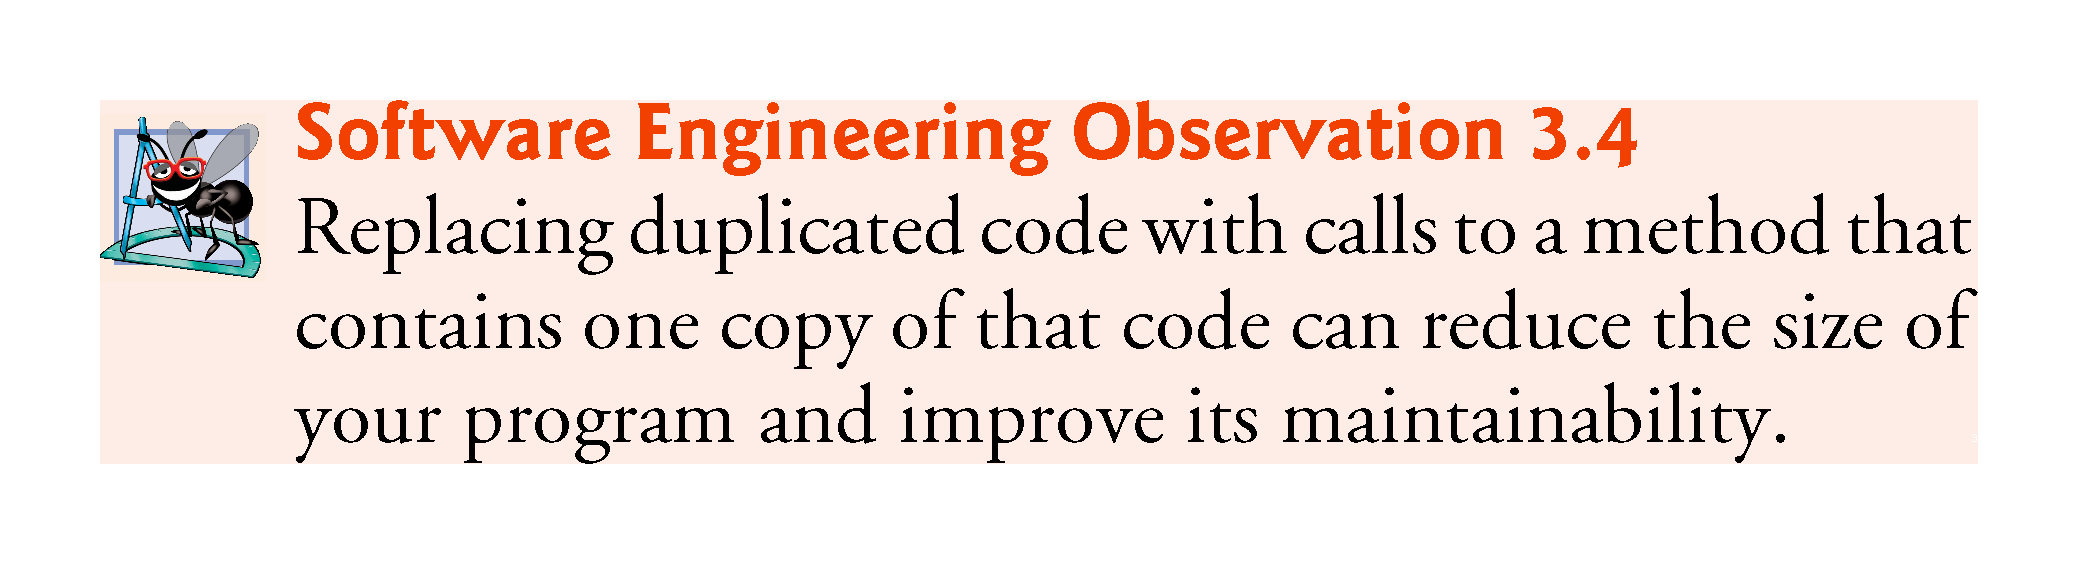 Software Engineering Observation 3.4
Replacing duplicated code with calls to a method that
contains one copy of that code can reduce the size of
your program and improve its maintainability.